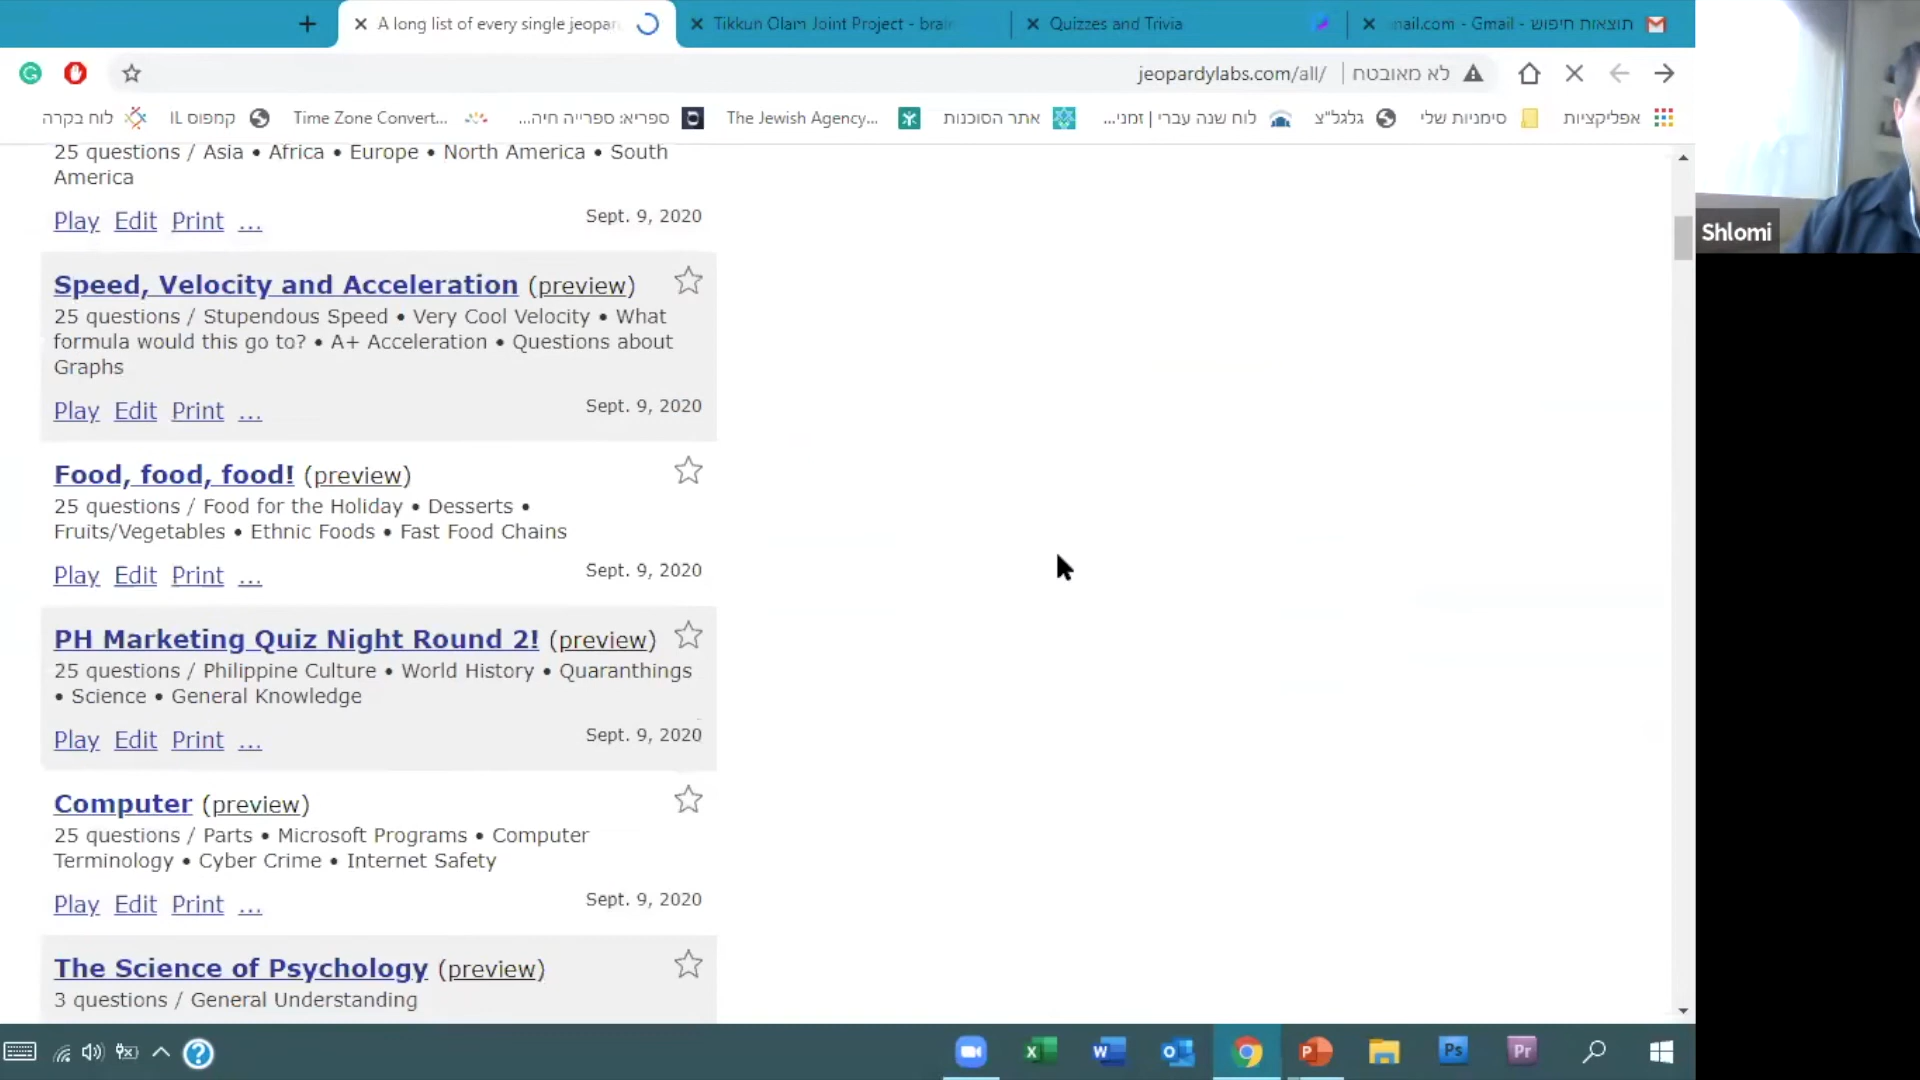 A long list of every single jeopar
Tikkun Olam Joint Project - brain
Quizzes and Trivia
תוצאות חיפוש - nail.com - Gmail
jeopardylabs.com/all/
לא מאובטח
אפליקציות
סימניות שלי
גלגל"צ
לוח שנה עברי | זמני...
אתר הסוכנות
The Jewish Agency...
ספריא: ספרייה חיה...
Time Zone Convert...
קמפוס IL
לוח בקרה
25 questions / Asia • Africa • Europe • North America • South
America
Play Edit Print ...
Sept. 9, 2020
Speed, Velocity and Acceleration (preview)
25 questions / Stupendous Speed • Very Cool Velocity • What
formula would this go to? • A+ Acceleration • Questions about
Graphs
Play Edit Print ...
Sept. 9, 2020
Food, food, food! (preview)
25 questions / Food for the Holiday • Desserts •
Fruits/Vegetables • Ethnic Foods • Fast Food Chains
Play Edit Print ...
Sept. 9, 2020
PH Marketing Quiz Night Round 2! (preview)
25 questions / Philippine Culture • World History • Quaranthings
• Science • General Knowledge
Play Edit Print ...
Sept. 9, 2020
Computer (preview)
25 questions / Parts • Microsoft Programs • Computer
Terminology • Cyber Crime • Internet Safety
Play Edit Print ...
Sept. 9, 2020
The Science of Psychology (preview)
3 questions / General Understanding
Shlomi
Ps
Pr